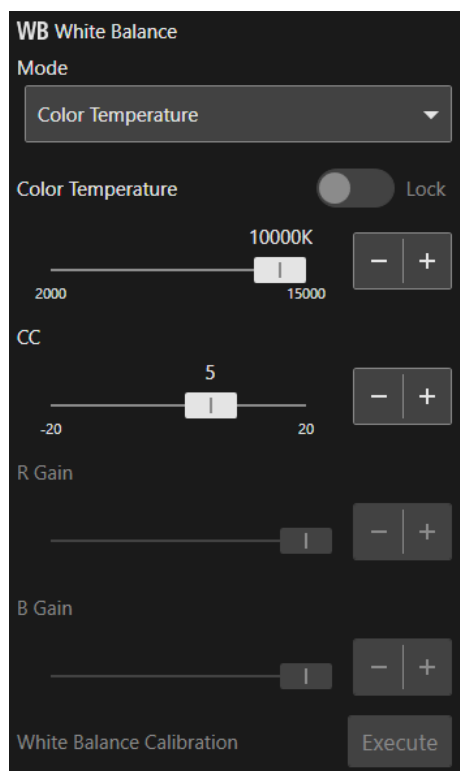 WB White Balance
Mode
Color Temperature
Color Temperature Lock
10000K
− +
2000 15000
CC
5
− +
-20 20
R Gain
− +
B Gain
− +
White Balance Calibration Execute